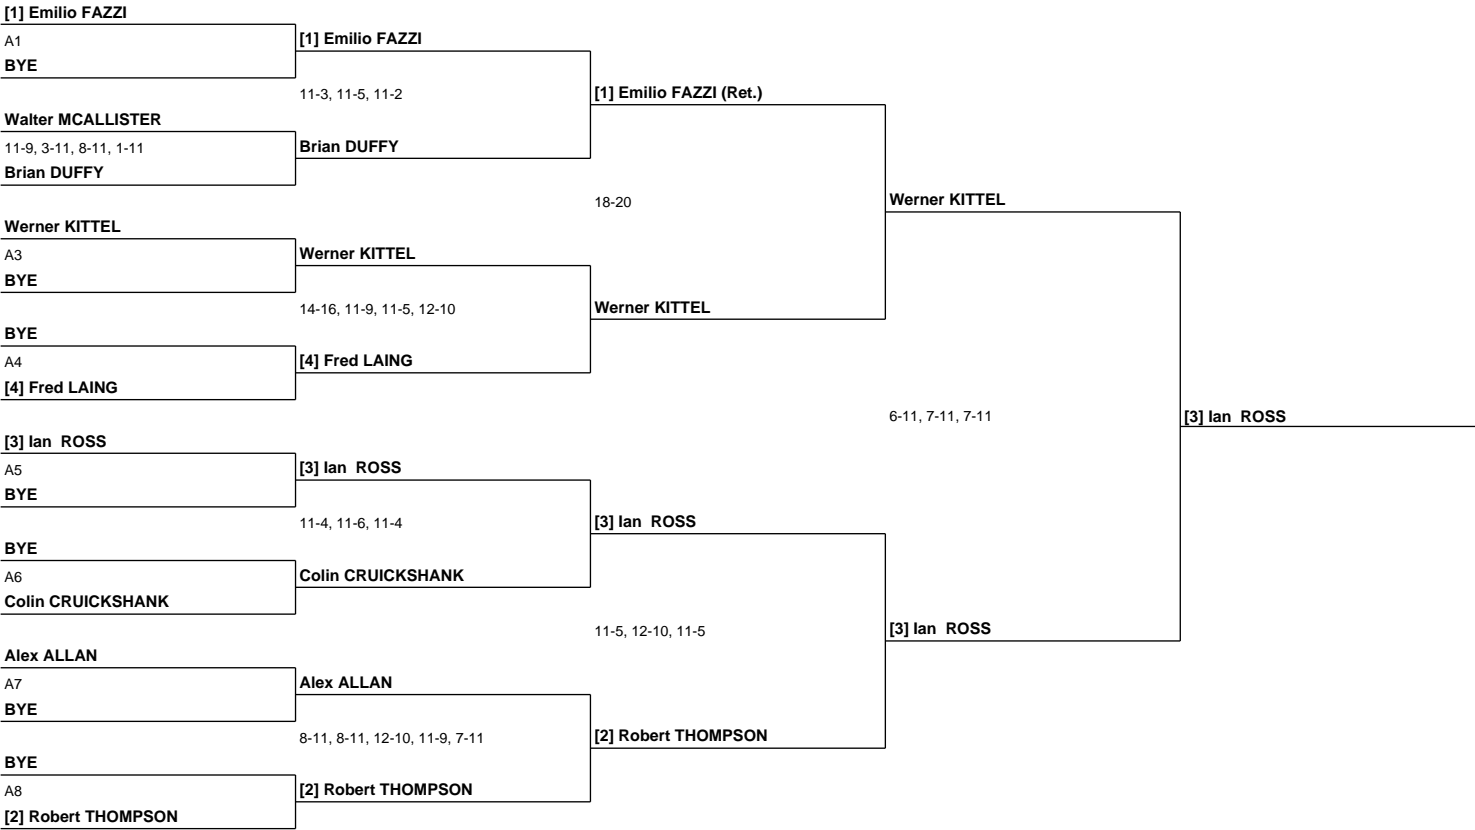 [1] Emilio FAZZI
A1
BYE
Walter MCALLISTER
11-9, 3-11, 8-11, 1-11
Brian DUFFY
Werner KITTEL
A3
BYE
BYE
A4
[4] Fred LAING
[3] Ian  ROSS
A5
BYE
BYE
A6
Colin CRUICKSHANK
Alex ALLAN
A7
BYE
BYE
A8
[2] Robert THOMPSON
[1] Emilio FAZZI
11-3, 11-5, 11-2
Brian DUFFY
Werner KITTEL
14-16, 11-9, 11-5, 12-10
[4] Fred LAING
[3] Ian  ROSS
11-4, 11-6, 11-4
Colin CRUICKSHANK
Alex ALLAN
8-11, 8-11, 12-10, 11-9, 7-11
[2] Robert THOMPSON
[1] Emilio FAZZI (Ret.)
18-20
Werner KITTEL
[3] Ian  ROSS
11-5, 12-10, 11-5
[2] Robert THOMPSON
Werner KITTEL
6-11, 7-11, 7-11
[3] Ian  ROSS
[3] Ian  ROSS